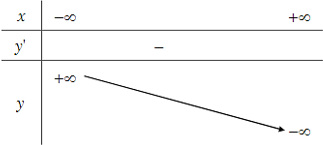 x −∞ +∞
y' −
+∞
y
−∞